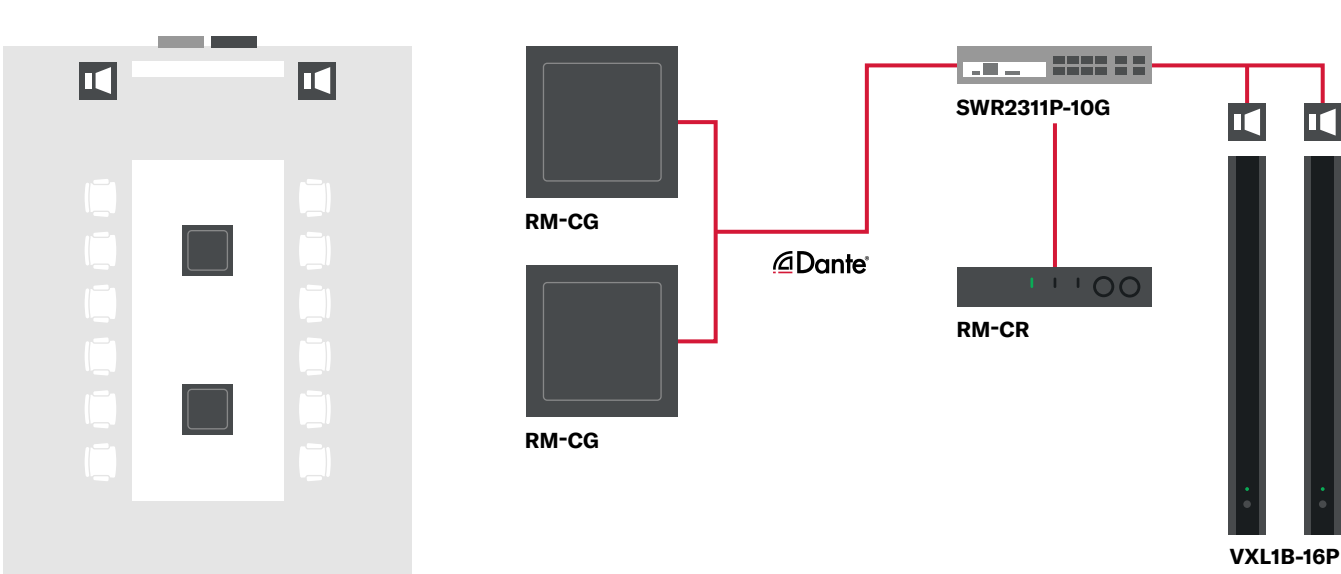 RM-CG
RM-CG
Dante®
SWR2311P-10G
RM-CR
VXL1B-16P